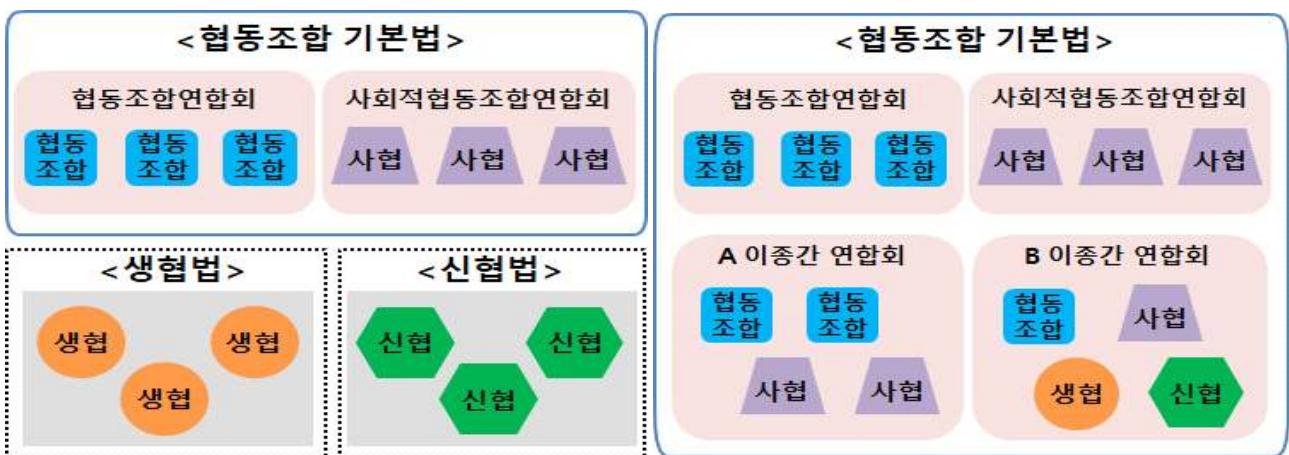 <협동조합 기본법>
협동조합연합회
협동
조합
협동
조합
협동
조합
사회적협동조합연합회
사협
사협
사협
<생협법>
생협
생협
생협
<신협법>
신협
신협
신협
<협동조합 기본법>
협동조합연합회
협동
조합
협동
조합
협동
조합
사회적협동조합연합회
사협
사협
사협
A 이종간 연합회
협동
조합
협동
조합
사협
사협
B 이종간 연합회
협동
조합
사협
생협
신협